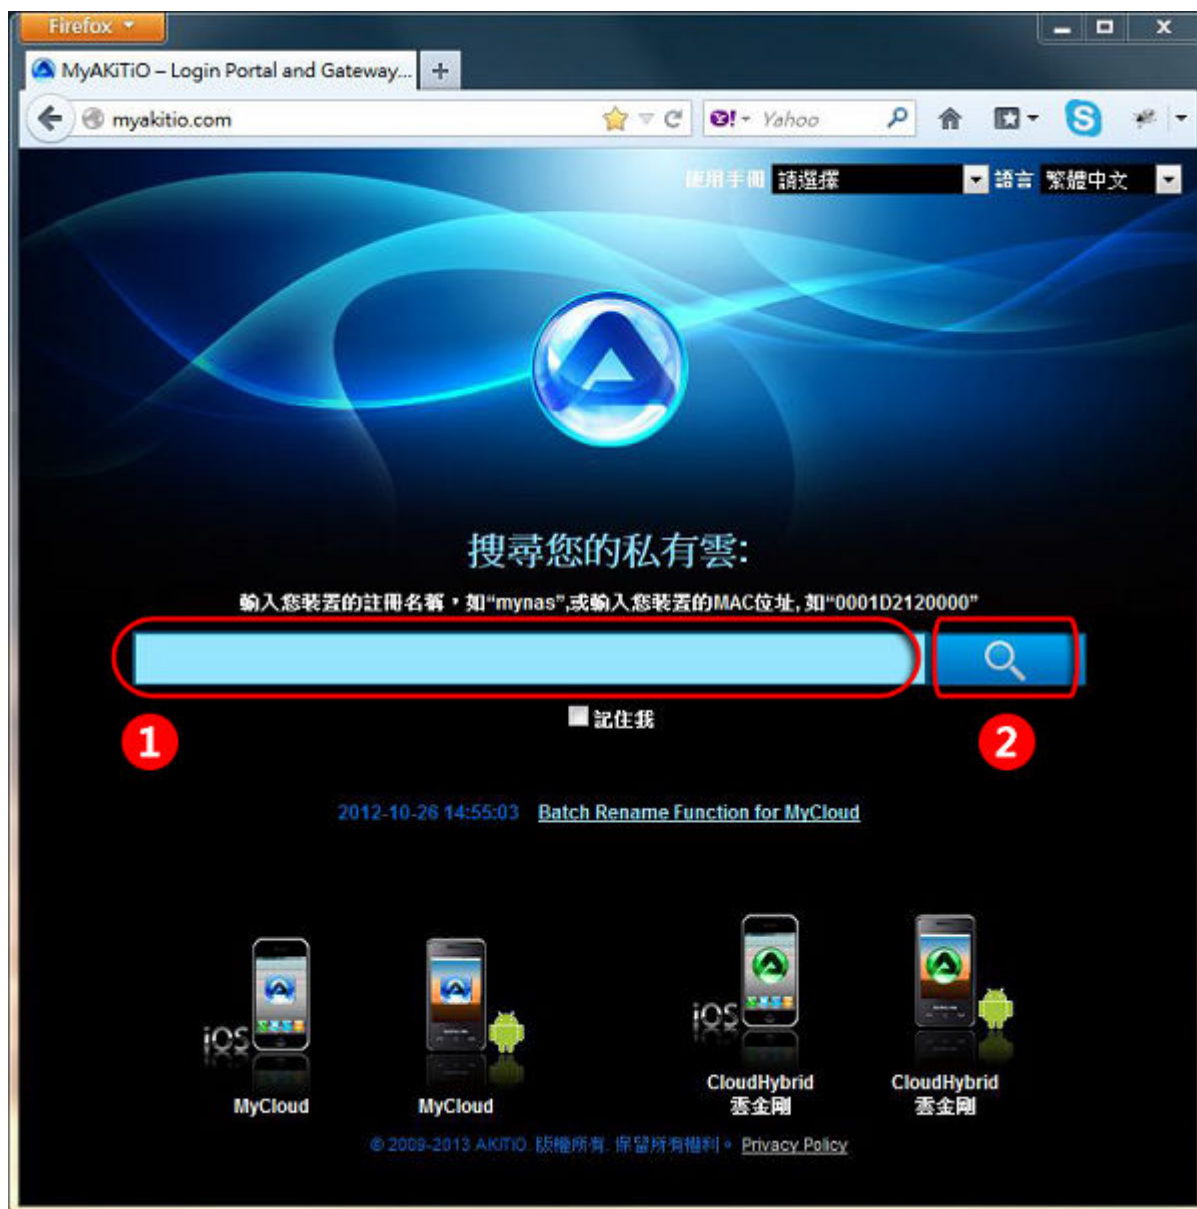 Firefox
MyAKiTiO – Login Portal and Gateway...
myakitio.com
Yahoo
使用手冊 請選擇 語言 繁體中文
搜尋您的私有雲:
輸入您裝置的註冊名稱，如“mynas”,或輸入您裝置的MAC位址, 如“0001D2120000”
記住我
1 2
2012-10-26 14:55:03 Batch Rename Function for MyCloud
iOS iOS
MyCloud MyCloud CloudHybrid CloudHybrid
雲金剛 雲金剛
© 2009-2013 AKiTiO. 版權所有. 保留所有權利。 Privacy Policy